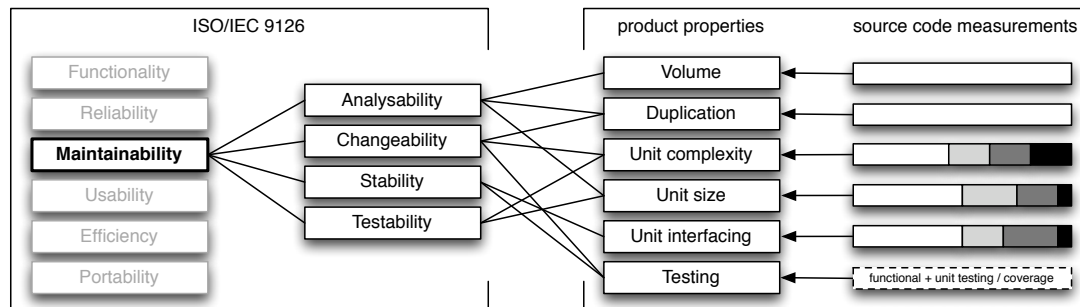 ISO/IEC 9126
product properties
source code measurements
Functionality
Reliability
Maintainability
Usability
Efficiency
Portability
Analysability
Changeability
Stability
Testability
Volume
Duplication
Unit complexity
Unit size
Unit interfacing
Testing
functional + unit testing / coverage